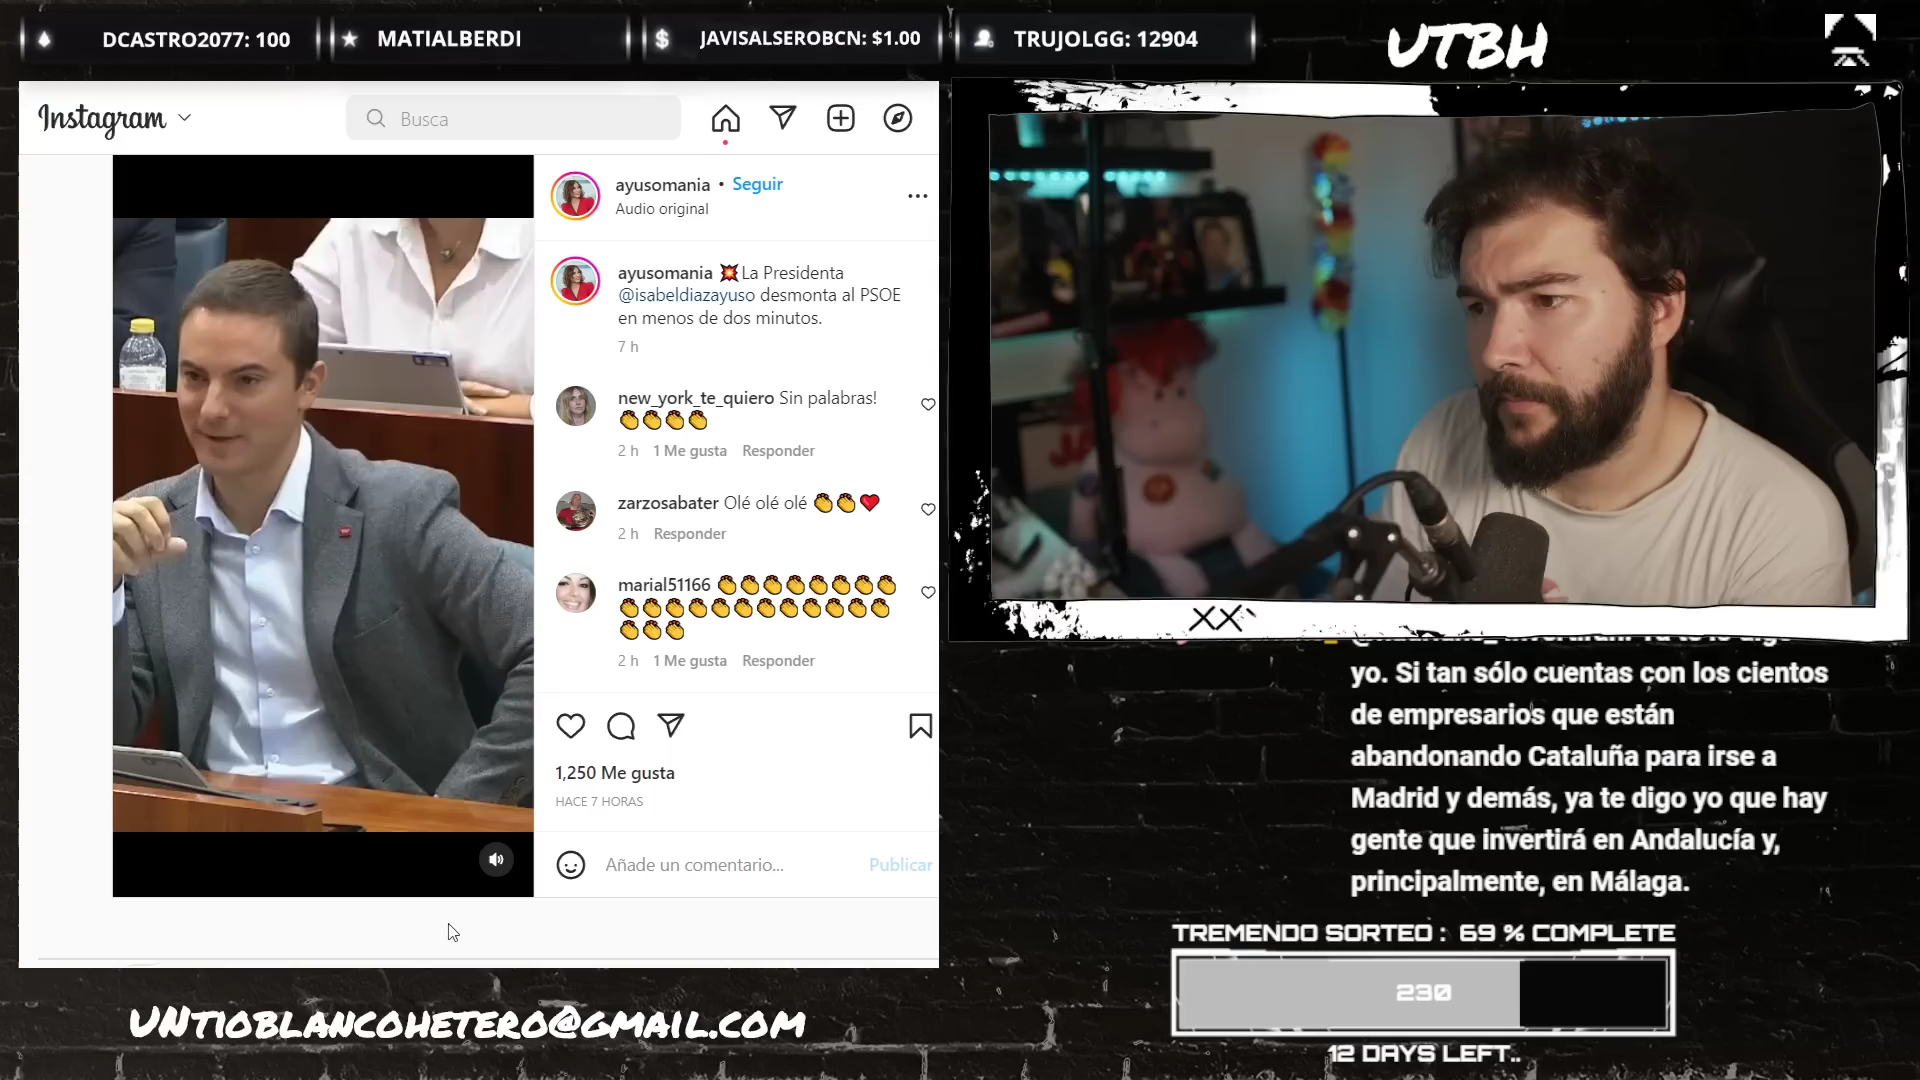 DCASTRO2077: 100
MATIALBERDI
JAVISALSEROBCN: $1.00
TRUJOLGG: 12904
UTBH
Instagram
Busca
ayusomania • Seguir
Audio original
ayusomania 💥La Presidenta
@isabeldiazayuso desmonta al PSOE
en menos de dos minutos.
7 h
new_york_te_quiero Sin palabras!
👏👏👏👏
2 h 1 Me gusta Responder
zarzosabater Olé olé olé 👏👏❤️
2 h Responder
marial51166 👏👏👏👏👏👏👏👏
👏👏👏👏👏👏👏👏👏👏👏👏
👏👏👏
2 h 1 Me gusta Responder
1,250 Me gusta
HACE 7 HORAS
Añade un comentario... Publicar
XX
yo. Si tan sólo cuentas con los cientos
de empresarios que están
abandonando Cataluña para irse a
Madrid y demás, ya te digo yo que hay
gente que invertirá en Andalucía y,
principalmente, en Málaga.
TREMENDO SORTEO : 69 % COMPLETE
230
12 DAYS LEFT..
UNTIOBLANCOHETERO@GMAIL.COM